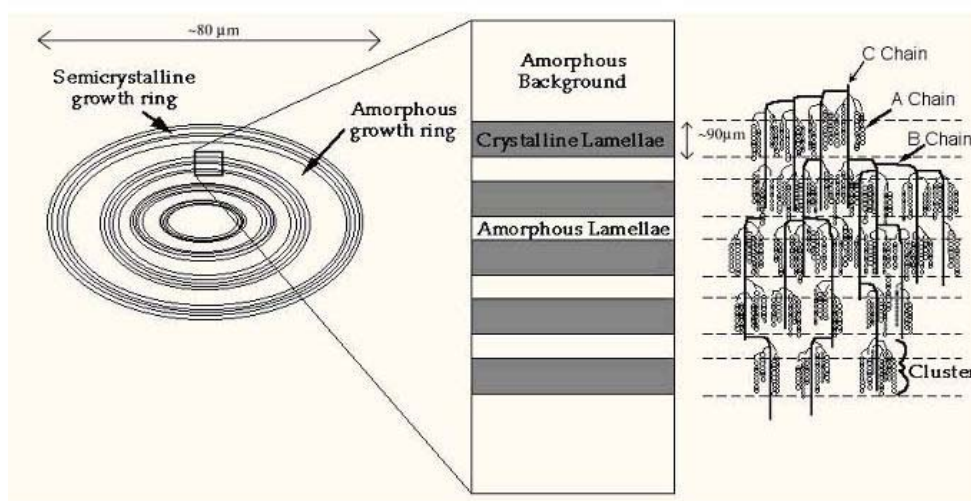 ~80 µm
Semicrystalline
growth ring
Amorphous
growth ring
Amorphous
Background
Crystalline Lamellae
Amorphous Lamellae
~90µm
C Chain
A Chain
B Chain
Cluster